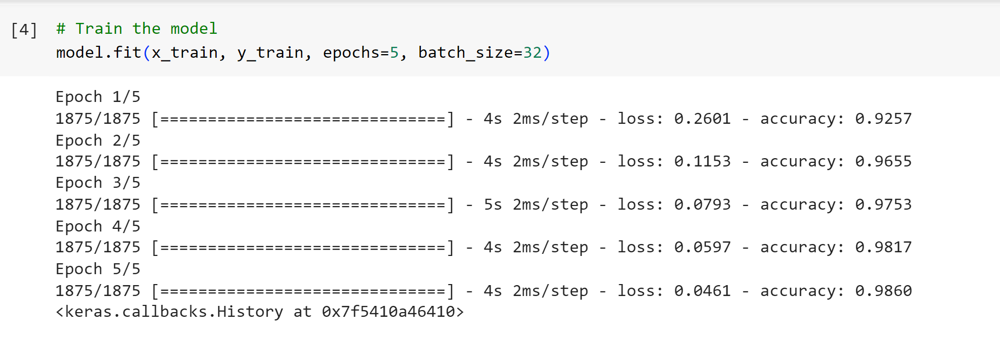 [4] # Train the model
model.fit(x_train, y_train, epochs=5, batch_size=32)
Epoch 1/5
1875/1875 [==============================] - 4s 2ms/step - loss: 0.2601 - accuracy: 0.9257
Epoch 2/5
1875/1875 [==============================] - 4s 2ms/step - loss: 0.1153 - accuracy: 0.9655
Epoch 3/5
1875/1875 [==============================] - 5s 2ms/step - loss: 0.0793 - accuracy: 0.9753
Epoch 4/5
1875/1875 [==============================] - 4s 2ms/step - loss: 0.0597 - accuracy: 0.9817
Epoch 5/5
1875/1875 [==============================] - 4s 2ms/step - loss: 0.0461 - accuracy: 0.9860
<keras.callbacks.History at 0x7f5410a46410>